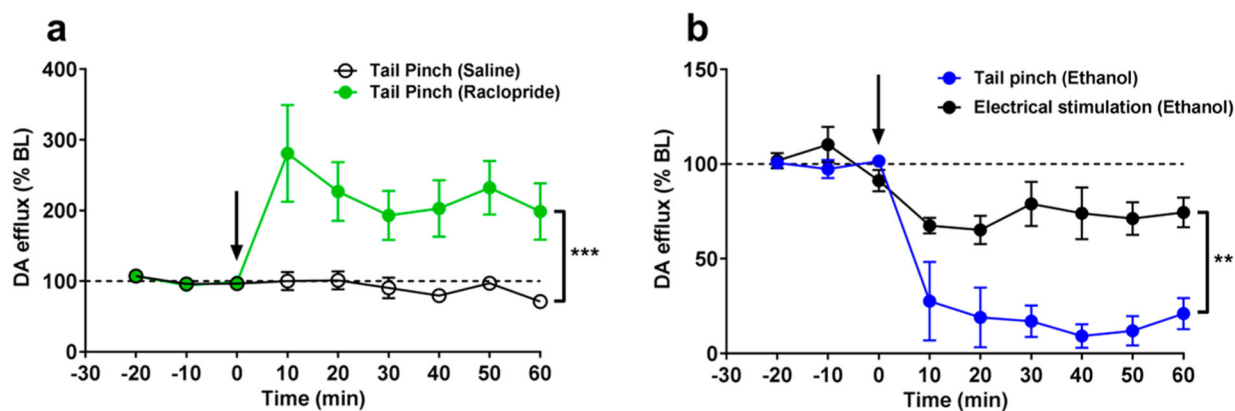 a
Tail Pinch (Saline)
Tail Pinch (Raclopride)
DA efflux (% BL)
400
300
200
100
0
***
-30 -20 -10 0 10 20 30 40 50 60
Time (min)
b
Tail pinch (Ethanol)
Electrical stimulation (Ethanol)
DA efflux (% BL)
150
100
50
0
**
-30 -20 -10 0 10 20 30 40 50 60
Time (min)